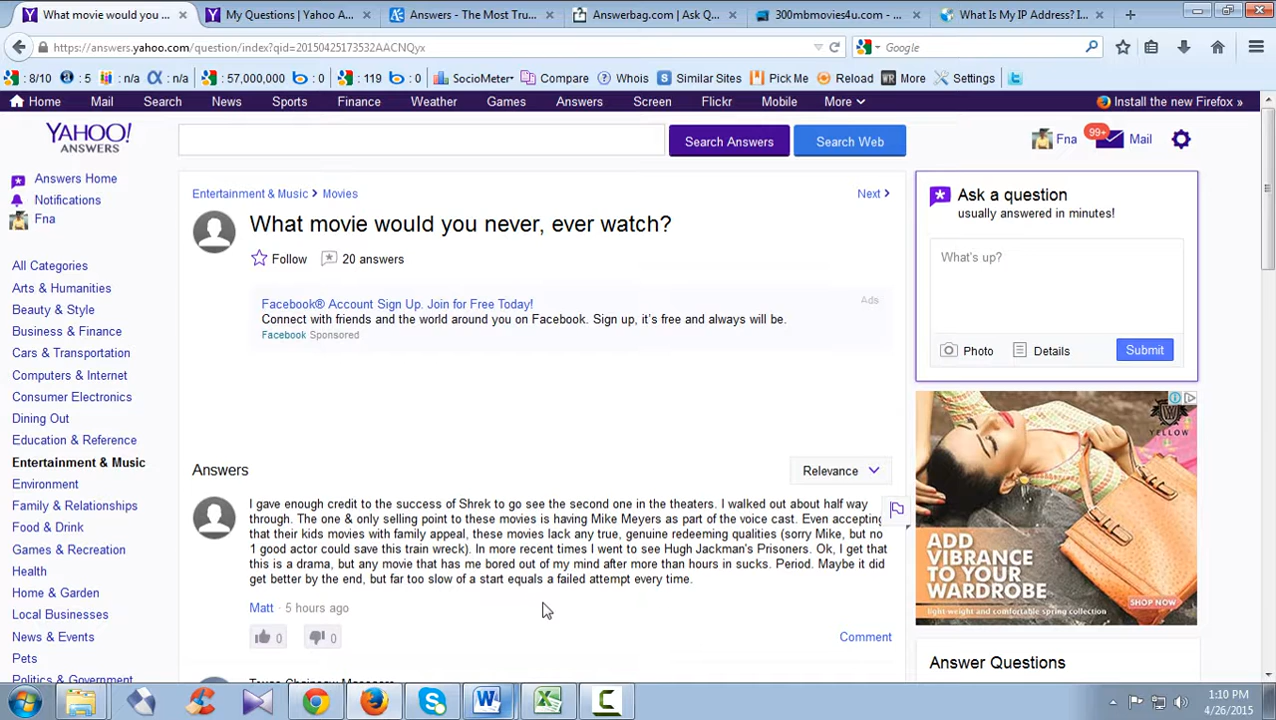 What movie would you ...
My Questions | Yahoo A...
Answers - The Most Tru...
Answerbag.com | Ask Q...
300mbmovies4u.com - ...
What Is My IP Address? I...
https://answers.yahoo.com/question/index?qid=20150425173532AACNQyx
Google
: 8/10
: 5
: n/a
: n/a
: 57,000,000
: 0
: 119
: 0
SocioMeter
Compare
Whois
Similar Sites
Pick Me
Reload
WR More
Settings
Home
Mail
Search
News
Sports
Finance
Weather
Games
Answers
Screen
Flickr
Mobile
More
Install the new Firefox »
YAHOO!
ANSWERS
Search Answers
Search Web
Fna
99+
Mail
Answers Home
Notifications
Fna
All Categories
Arts & Humanities
Beauty & Style
Business & Finance
Cars & Transportation
Computers & Internet
Consumer Electronics
Dining Out
Education & Reference
Entertainment & Music
Environment
Family & Relationships
Food & Drink
Games & Recreation
Health
Home & Garden
Local Businesses
News & Events
Pets
Politics & Government
Entertainment & Music > Movies
Next >
What movie would you never, ever watch?
Follow
20 answers
Facebook® Account Sign Up. Join for Free Today!
Ads
Connect with friends and the world around you on Facebook. Sign up, it's free and always will be.
Facebook Sponsored
Answers
Relevance
I gave enough credit to the success of Shrek to go see the second one in the theaters. I walked out about half way
through. The one & only selling point to these movies is having Mike Meyers as part of the voice cast. Even accepting
that their kids movies with family appeal, these movies lack any true, genuine redeeming qualities (sorry Mike, but no
1 good actor could save this train wreck). In more recent times I went to see Hugh Jackman's Prisoners. Ok, I get that
this is a drama, but any movie that has me bored out of my mind after more than hours in sucks. Period. Maybe it did
get better by the end, but far too slow of a start equals a failed attempt every time.
Matt · 5 hours ago
0
0
Comment
Ask a question
usually answered in minutes!
What's up?
Photo
Details
Submit
YELLOW
ADD
VIBRANCE
TO YOUR
WARDROBE
light-weight and comfortable spring collection
SHOP NOW
Answer Questions
1:10 PM
4/26/2015